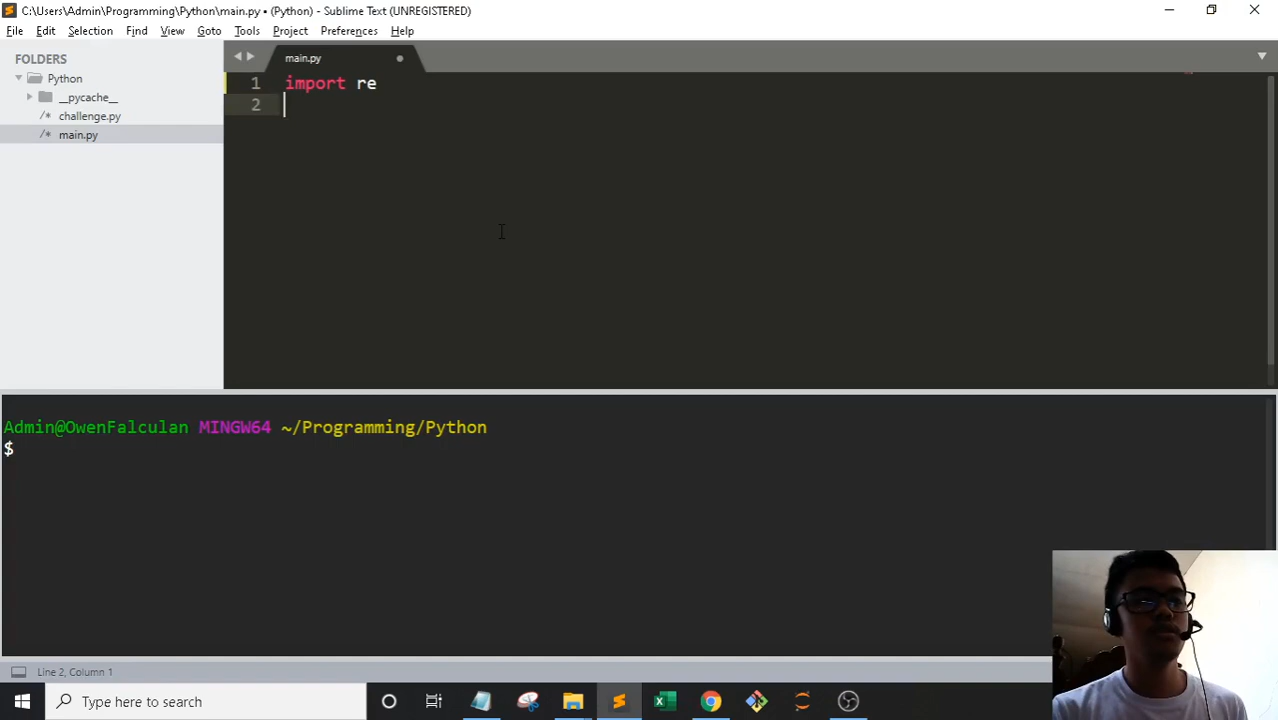 C:\Users\Admin\Programming\Python\main.py • (Python) - Sublime Text (UNREGISTERED)
File Edit Selection Find View Goto Tools Project Preferences Help
FOLDERS
Python
__pycache__
/* challenge.py
/* main.py
main.py
1 import re
2
Admin@OwenFalculan MINGW64 ~/Programming/Python
$
Line 2, Column 1
Type here to search